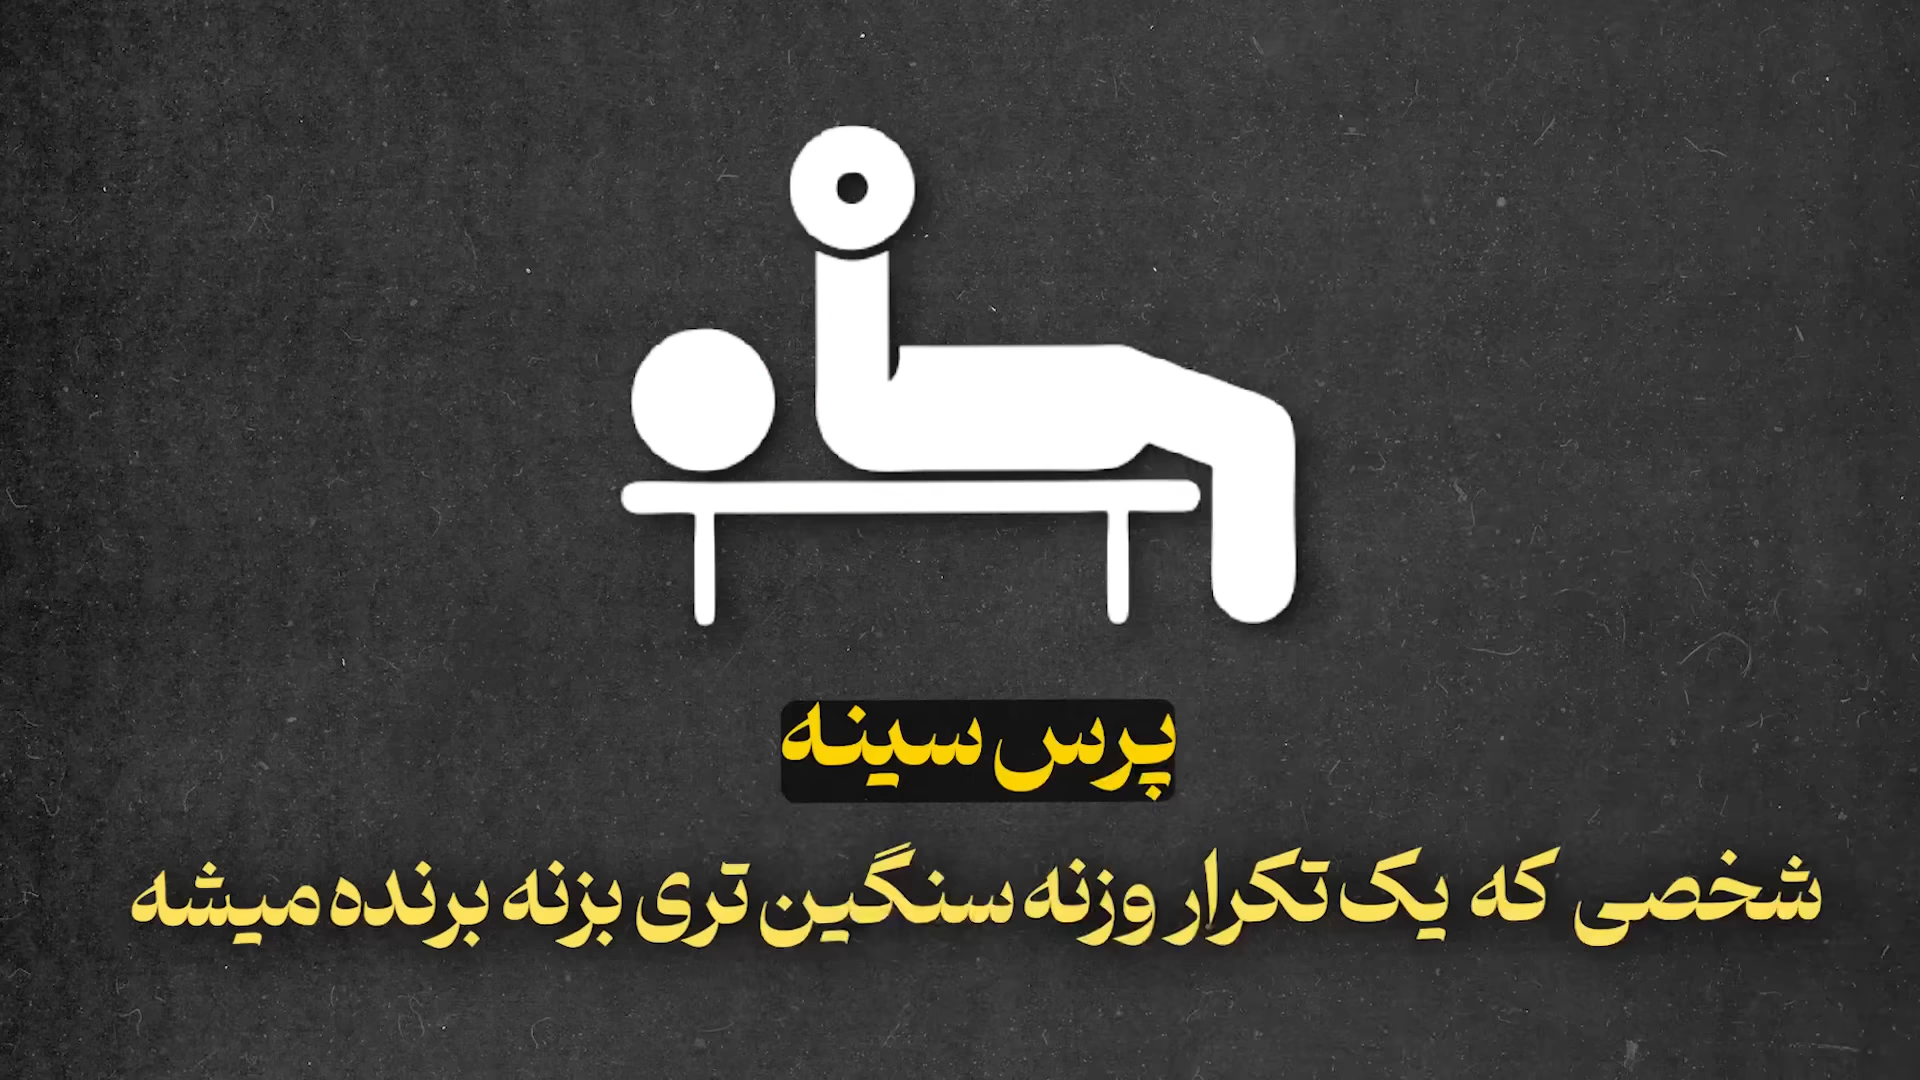 پرس سینه
شخصی که یک تکرار وزنه سنگین تری بزنه برنده میشه